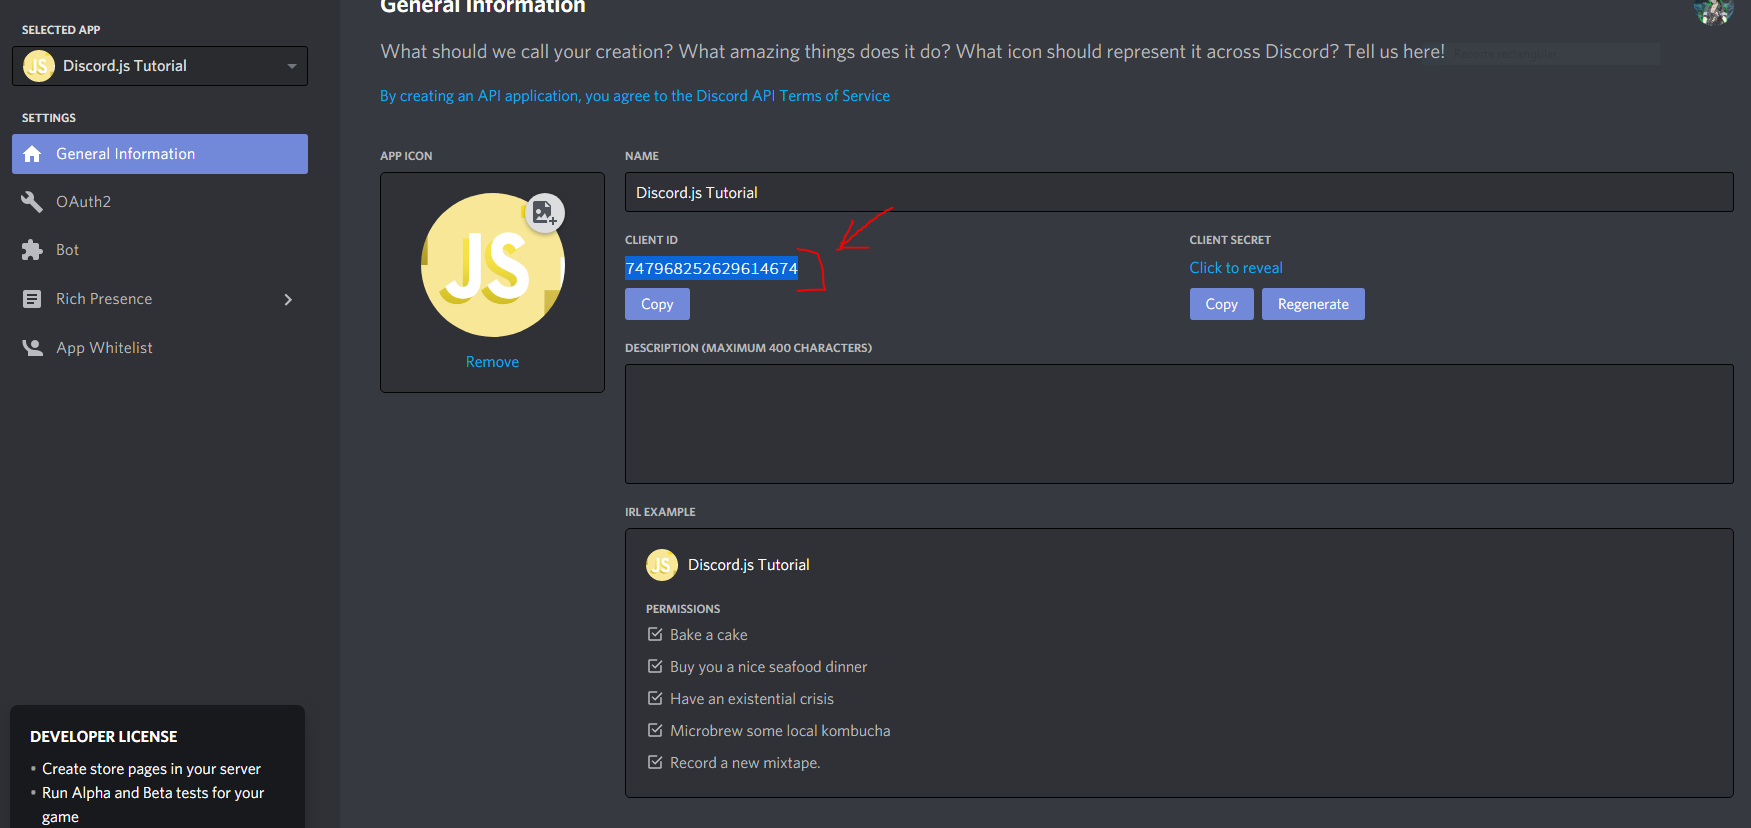 General Information
SELECTED APP
JS Discord.js Tutorial
What should we call your creation? What amazing things does it do? What icon should represent it across Discord? Tell us here!
By creating an API application, you agree to the Discord API Terms of Service
SETTINGS
General Information
OAuth2
Bot
Rich Presence
App Whitelist
APP ICON
JS
Remove
NAME
Discord.js Tutorial
CLIENT ID
747968252629614674
Copy
CLIENT SECRET
Click to reveal
Copy Regenerate
DESCRIPTION (MAXIMUM 400 CHARACTERS)
IRL EXAMPLE
JS Discord.js Tutorial
PERMISSIONS
Bake a cake
Buy you a nice seafood dinner
Have an existential crisis
Microbrew some local kombucha
Record a new mixtape.
DEVELOPER LICENSE
• Create store pages in your server
• Run Alpha and Beta tests for your
game